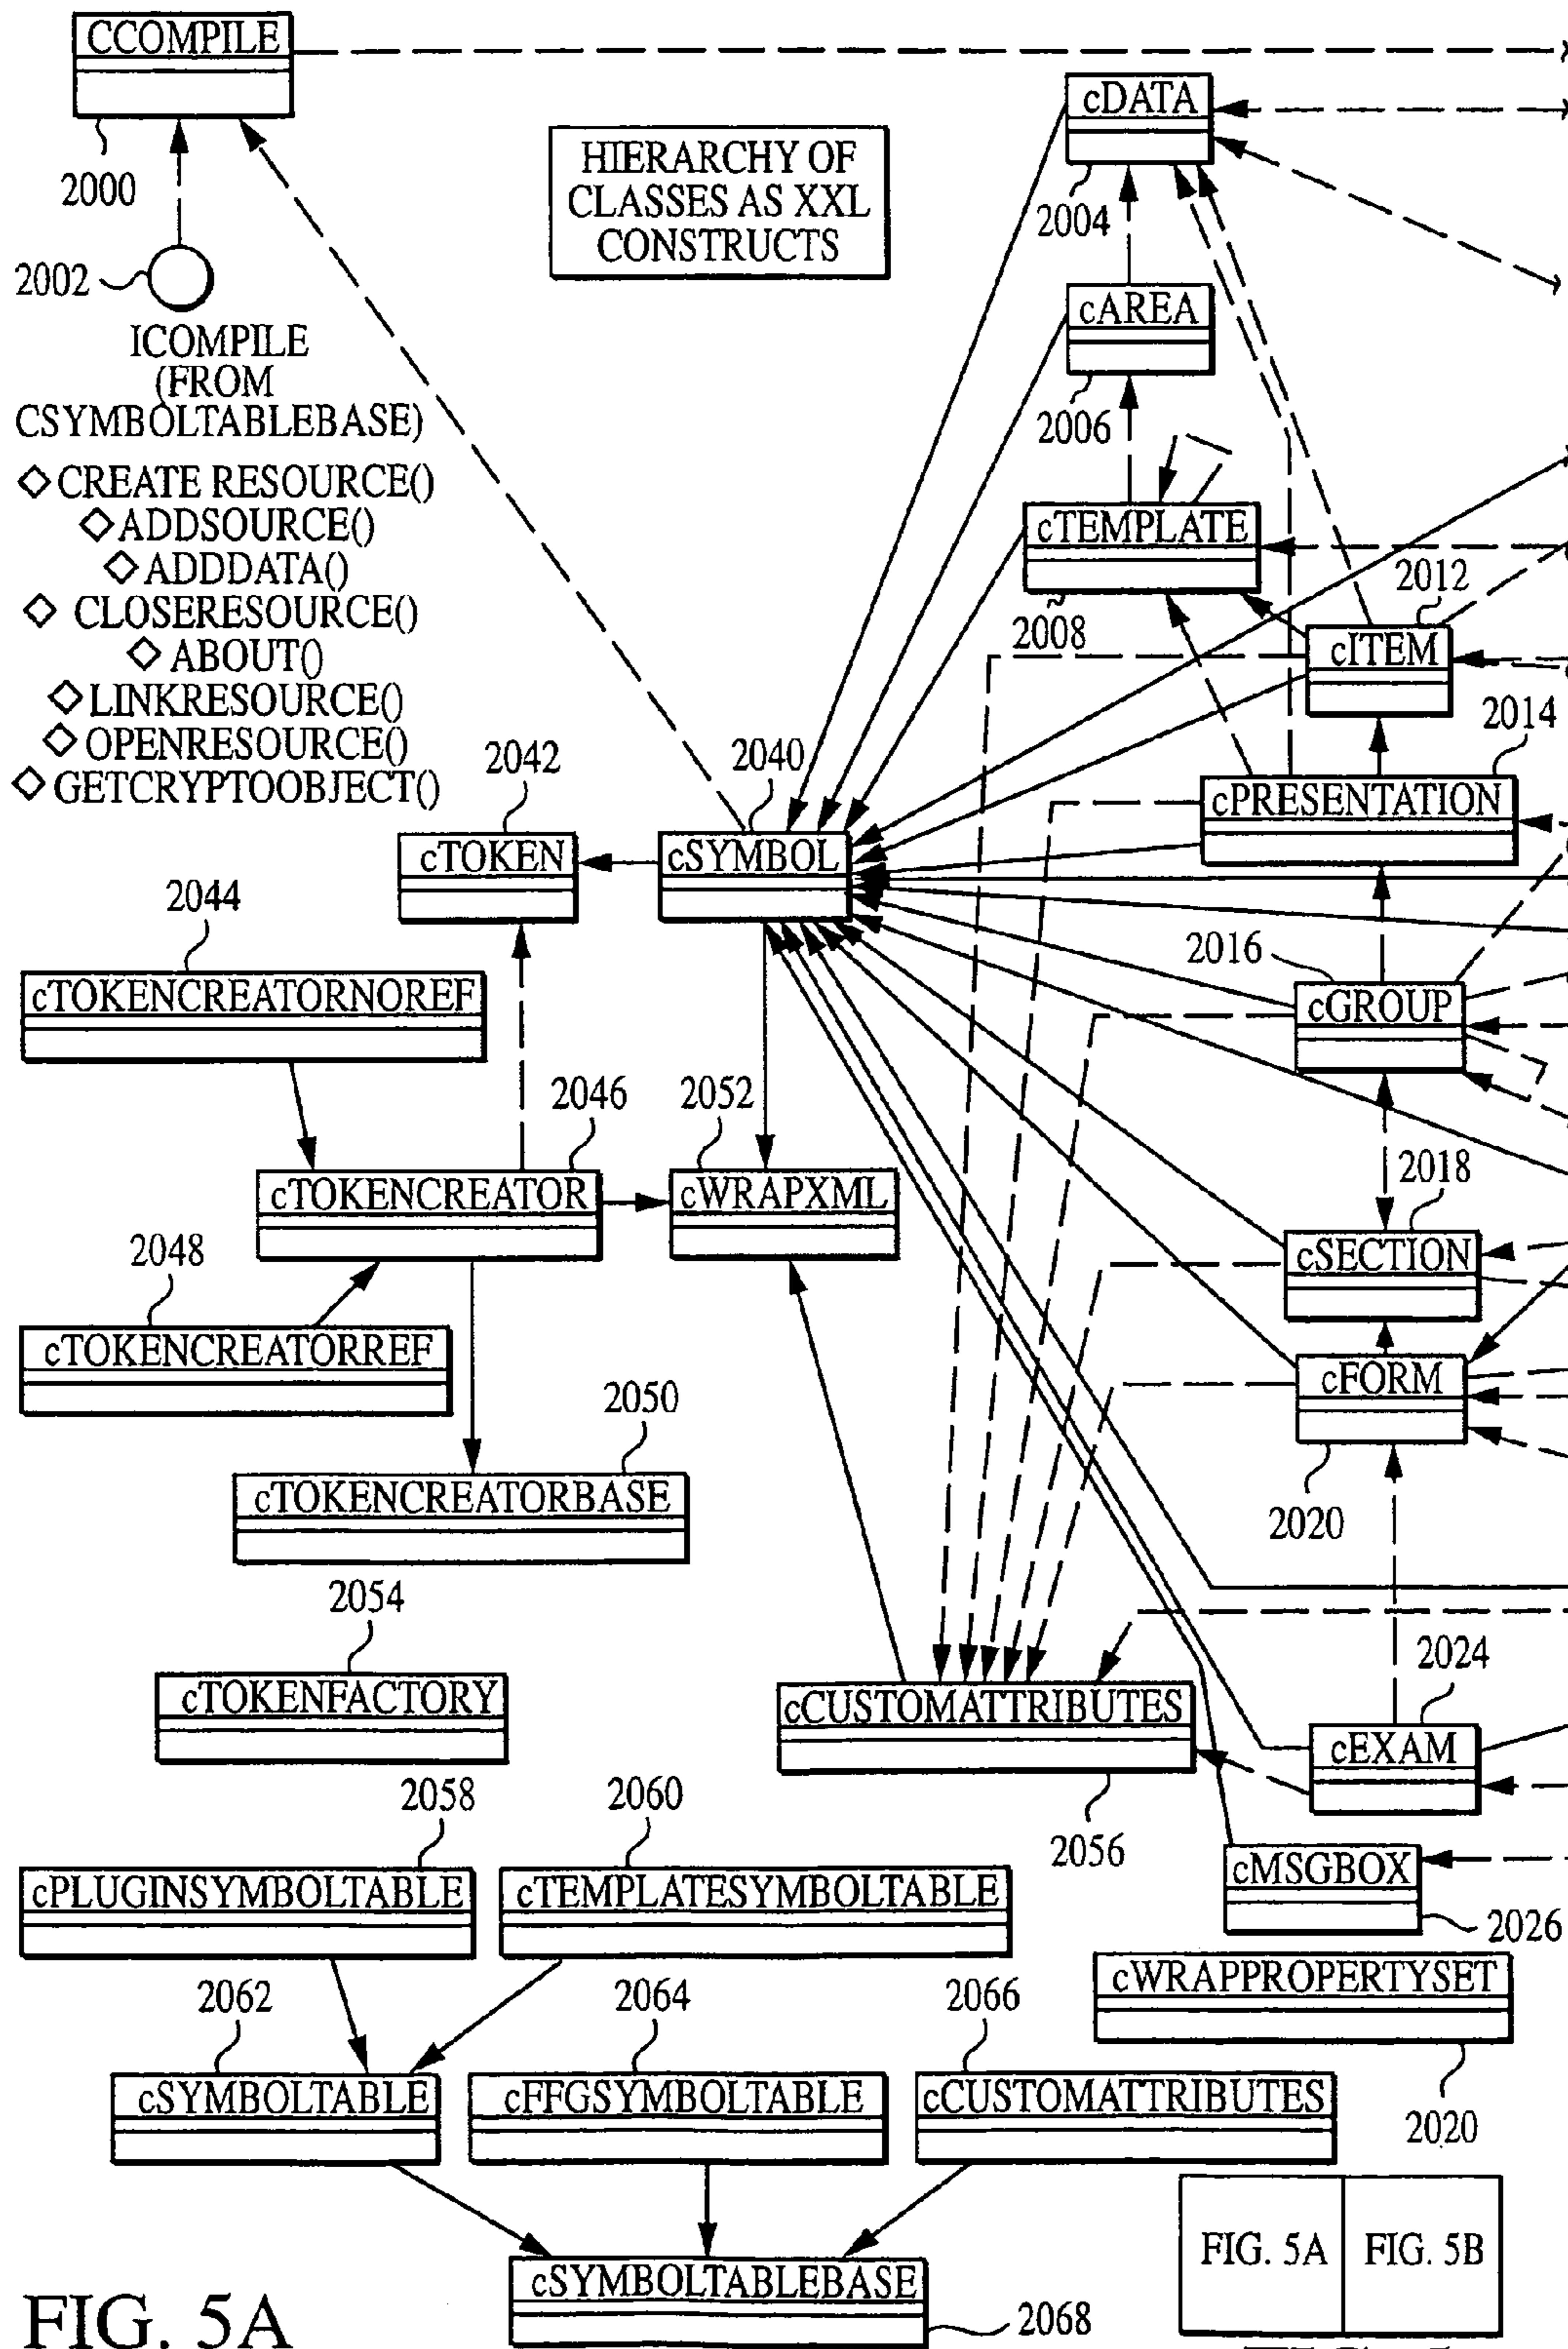 CCOMPILE
2000
2002
ICOMPILE
(FROM
CSYMBOLTABLEBASE)
◇ CREATE RESOURCE()
◇ ADDSOURCE()
◇ ADDDATA()
◇ CLOSERESOURCE()
◇ ABOUT()
◇ LINKRESOURCE()
◇ OPENRESOURCE()
◇ GETCRYPTOOBJECT()
HIERARCHY OF
CLASSES AS XXL
CONSTRUCTS
cDATA
2004
cAREA
2006
cTEMPLATE
2008
2012
cITEM
2014
cPRESENTATION
2042
cTOKEN
2040
cSYMBOL
2044
cTOKENCREATORNOREF
2016
cGROUP
2046
cTOKENCREATOR
2052
cWRAPXML
2018
cSECTION
2048
cTOKENCREATORREF
cFORM
2020
2050
cTOKENCREATORBASE
2054
cTOKENFACTORY
cCUSTOMATTRIBUTES
2056
2024
cEXAM
2058
cPLUGINSYMBOLTABLE
2060
cTEMPLATESYMBOLTABLE
cMSGBOX
2026
cWRAPPROPERTYSET
2020
2062
cSYMBOLTABLE
2064
cFFGSYMBOLTABLE
2066
cCUSTOMATTRIBUTES
cSYMBOLTABLEBASE
2068
FIG. 5A
FIG. 5A FIG. 5B